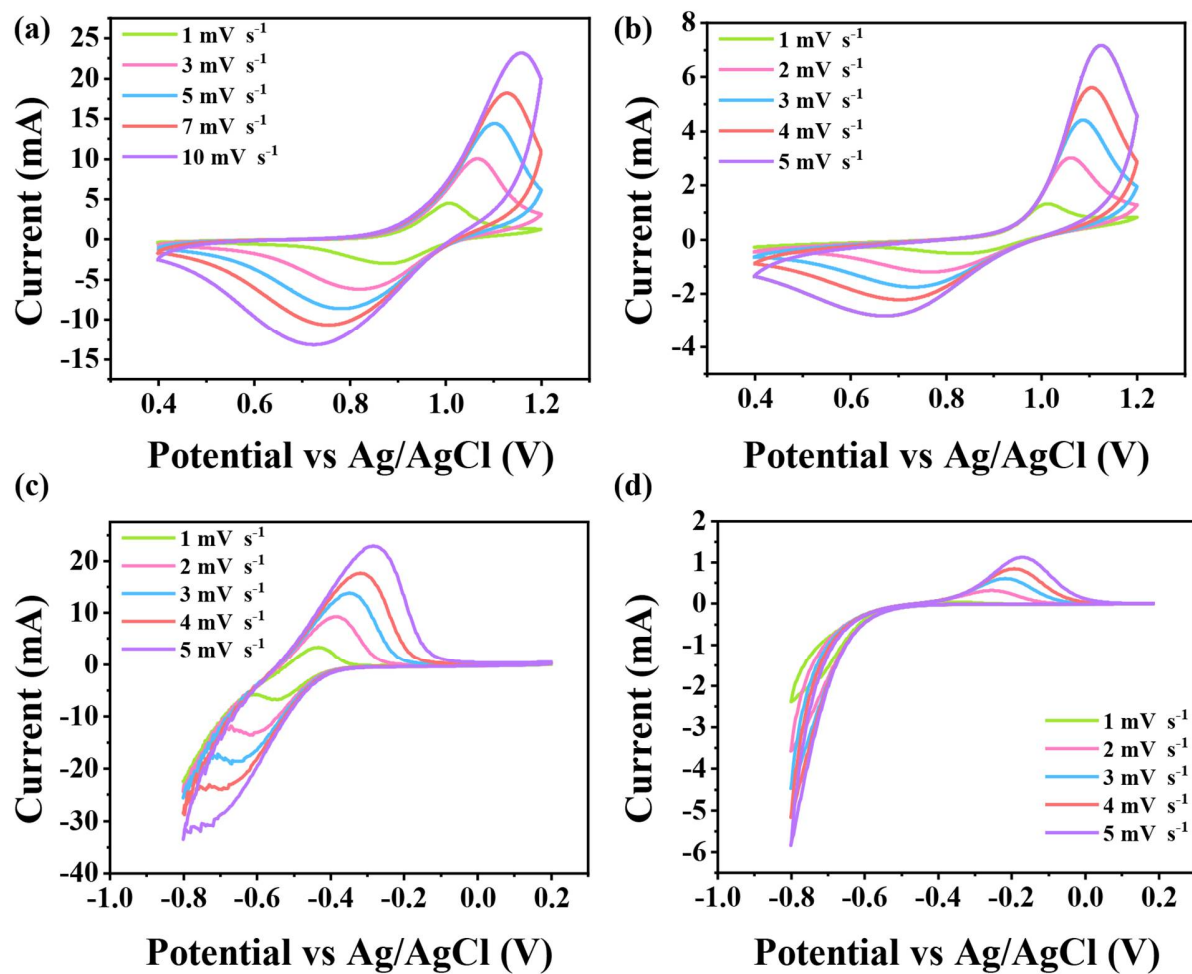 (a)
1 mV s-1
3 mV s-1
5 mV s-1
7 mV s-1
10 mV s-1
25
20
15
10
5
0
-5
-10
-15
Current (mA)
0.4
0.6
0.8
1.0
1.2
Potential vs Ag/AgCl (V)
(b)
1 mV s-1
2 mV s-1
3 mV s-1
4 mV s-1
5 mV s-1
8
6
4
2
0
-2
-4
Current (mA)
0.4
0.6
0.8
1.0
1.2
Potential vs Ag/AgCl (V)
(c)
1 mV s-1
2 mV s-1
3 mV s-1
4 mV s-1
5 mV s-1
20
10
0
-10
-20
-30
-40
Current (mA)
-1.0
-0.8
-0.6
-0.4
-0.2
0.0
0.2
Potential vs Ag/AgCl (V)
(d)
2
1
0
-1
-2
-3
-4
-5
-6
Current (mA)
1 mV s-1
2 mV s-1
3 mV s-1
4 mV s-1
5 mV s-1
-1.0
-0.8
-0.6
-0.4
-0.2
0.0
0.2
Potential vs Ag/AgCl (V)